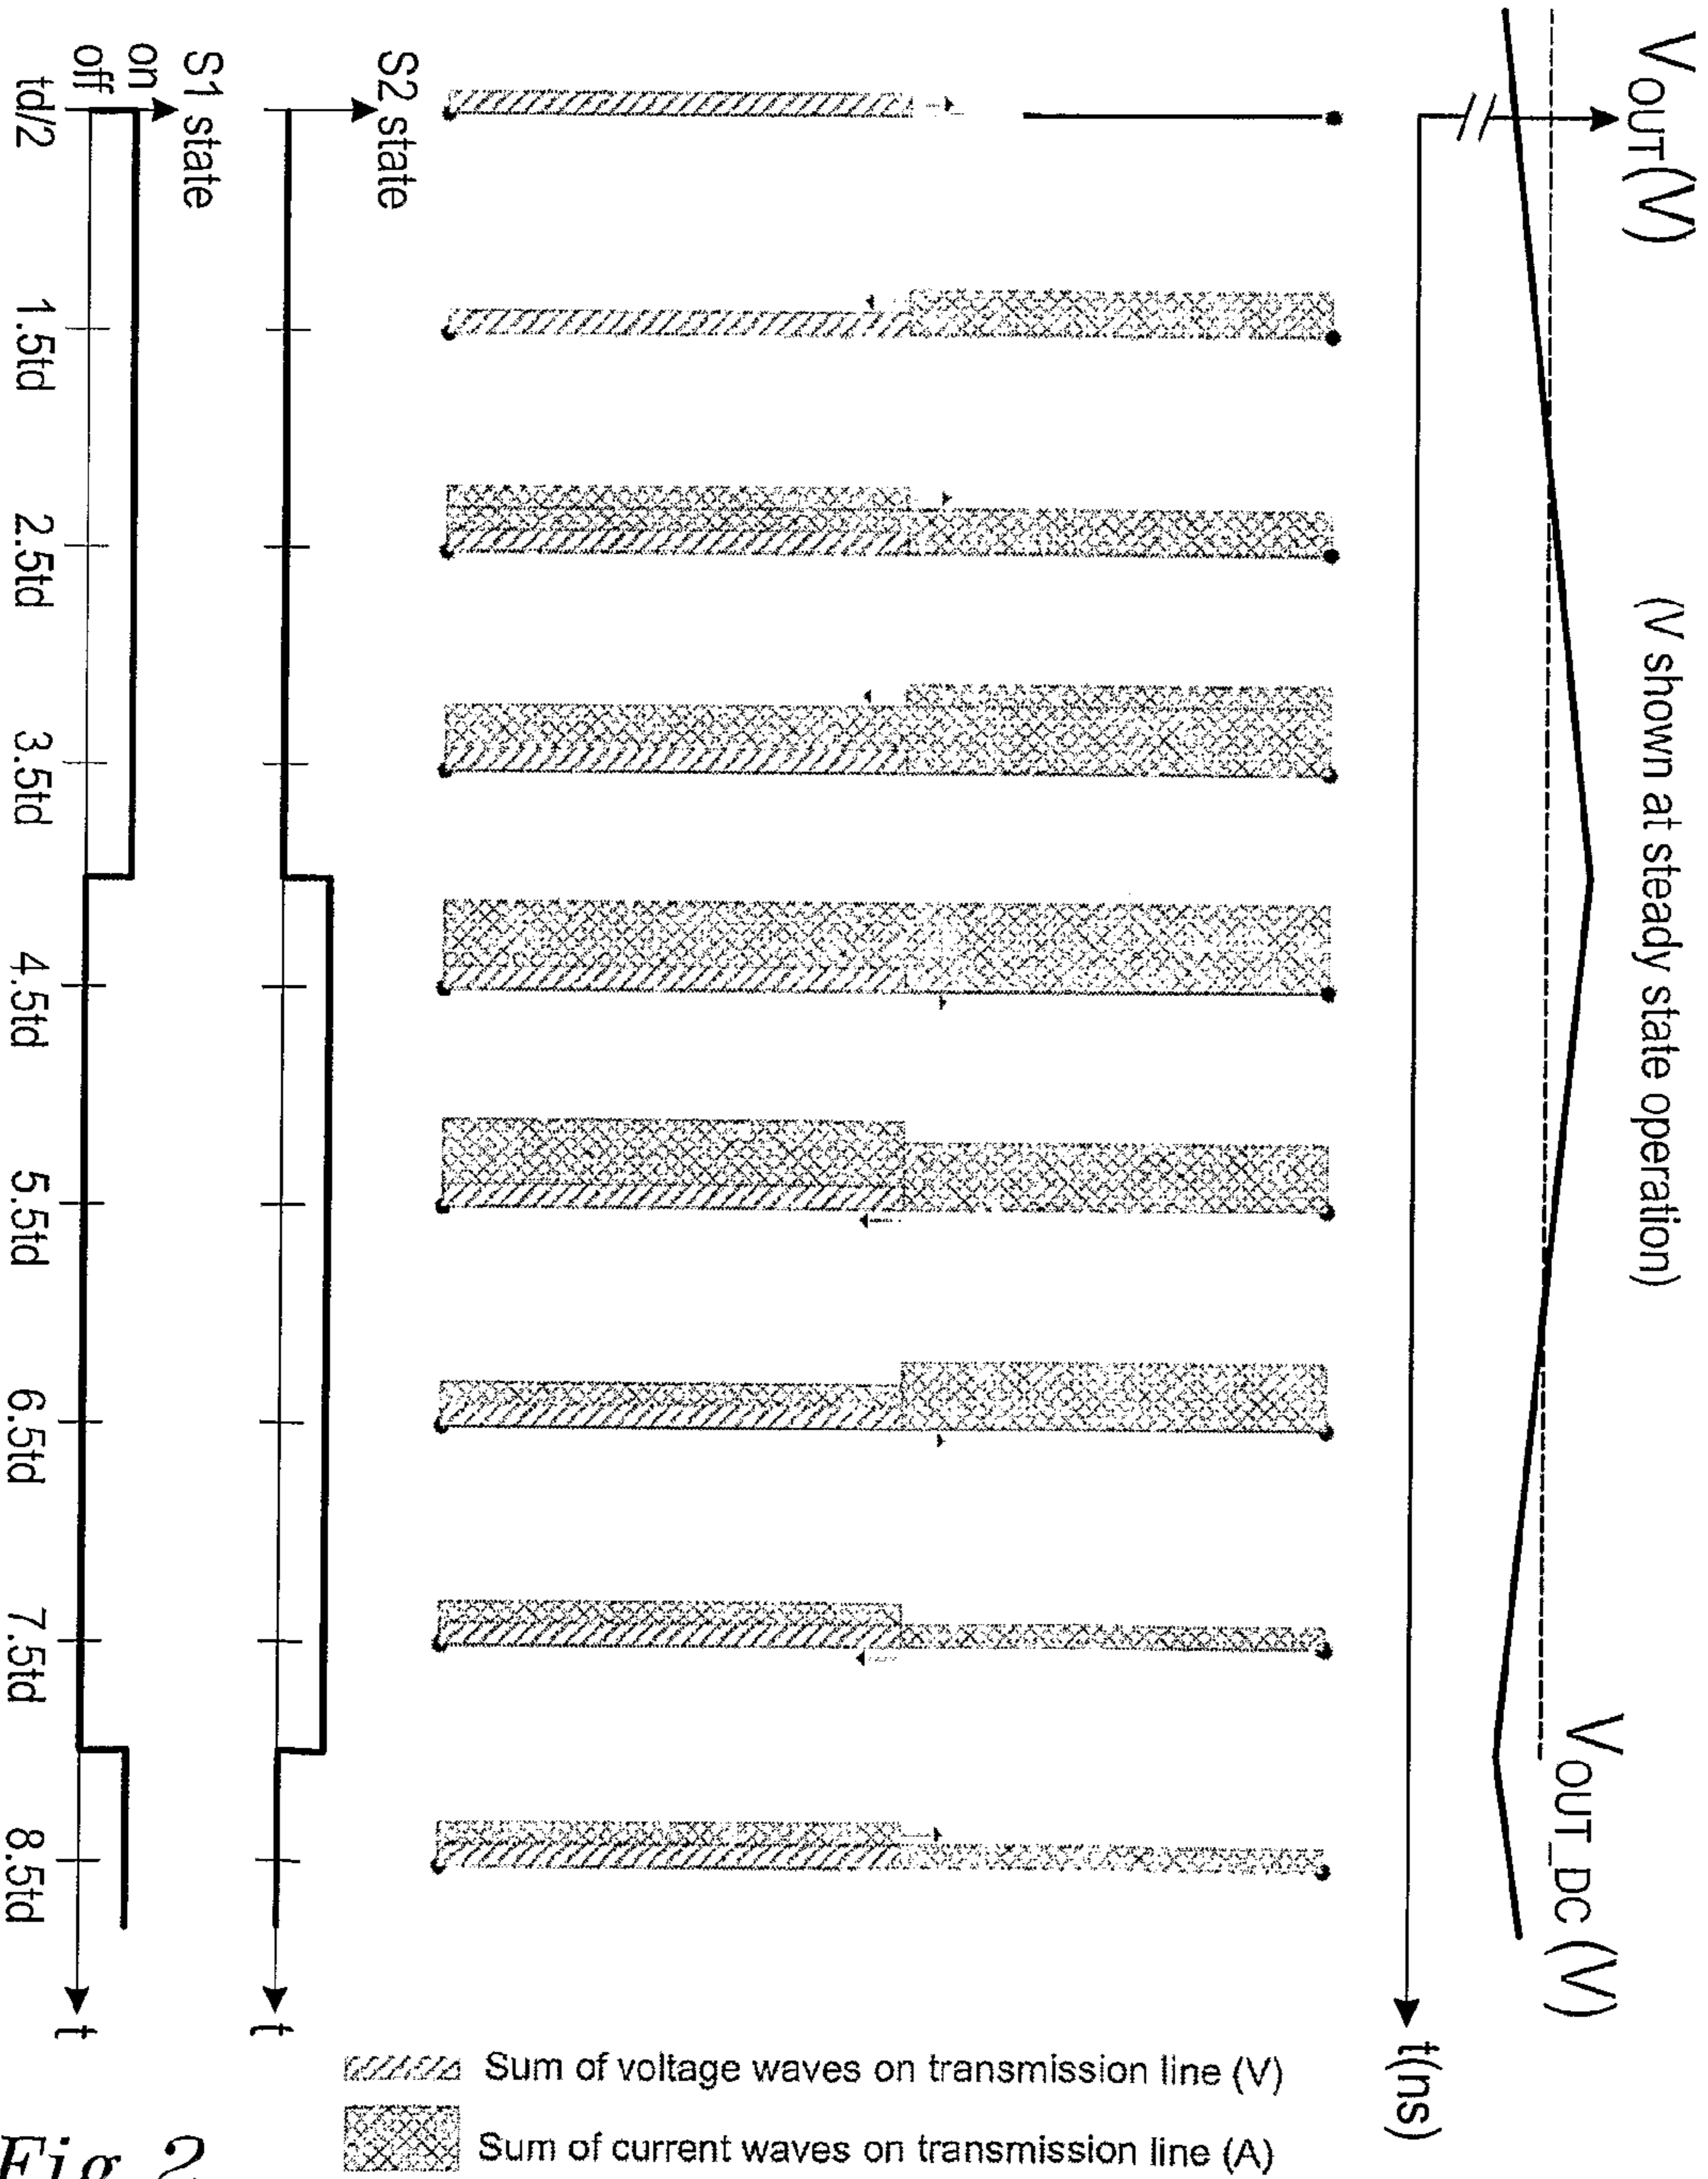 V_OUT(V)
(V shown at steady state operation)
V_OUT_DC (V)
t(ns)
S2 state
t
S1 state
on
off
t
td/2
1.5td
2.5td
3.5td
4.5td
5.5td
6.5td
7.5td
8.5td
Sum of voltage waves on transmission line (V)
Sum of current waves on transmission line (A)
Fig 2